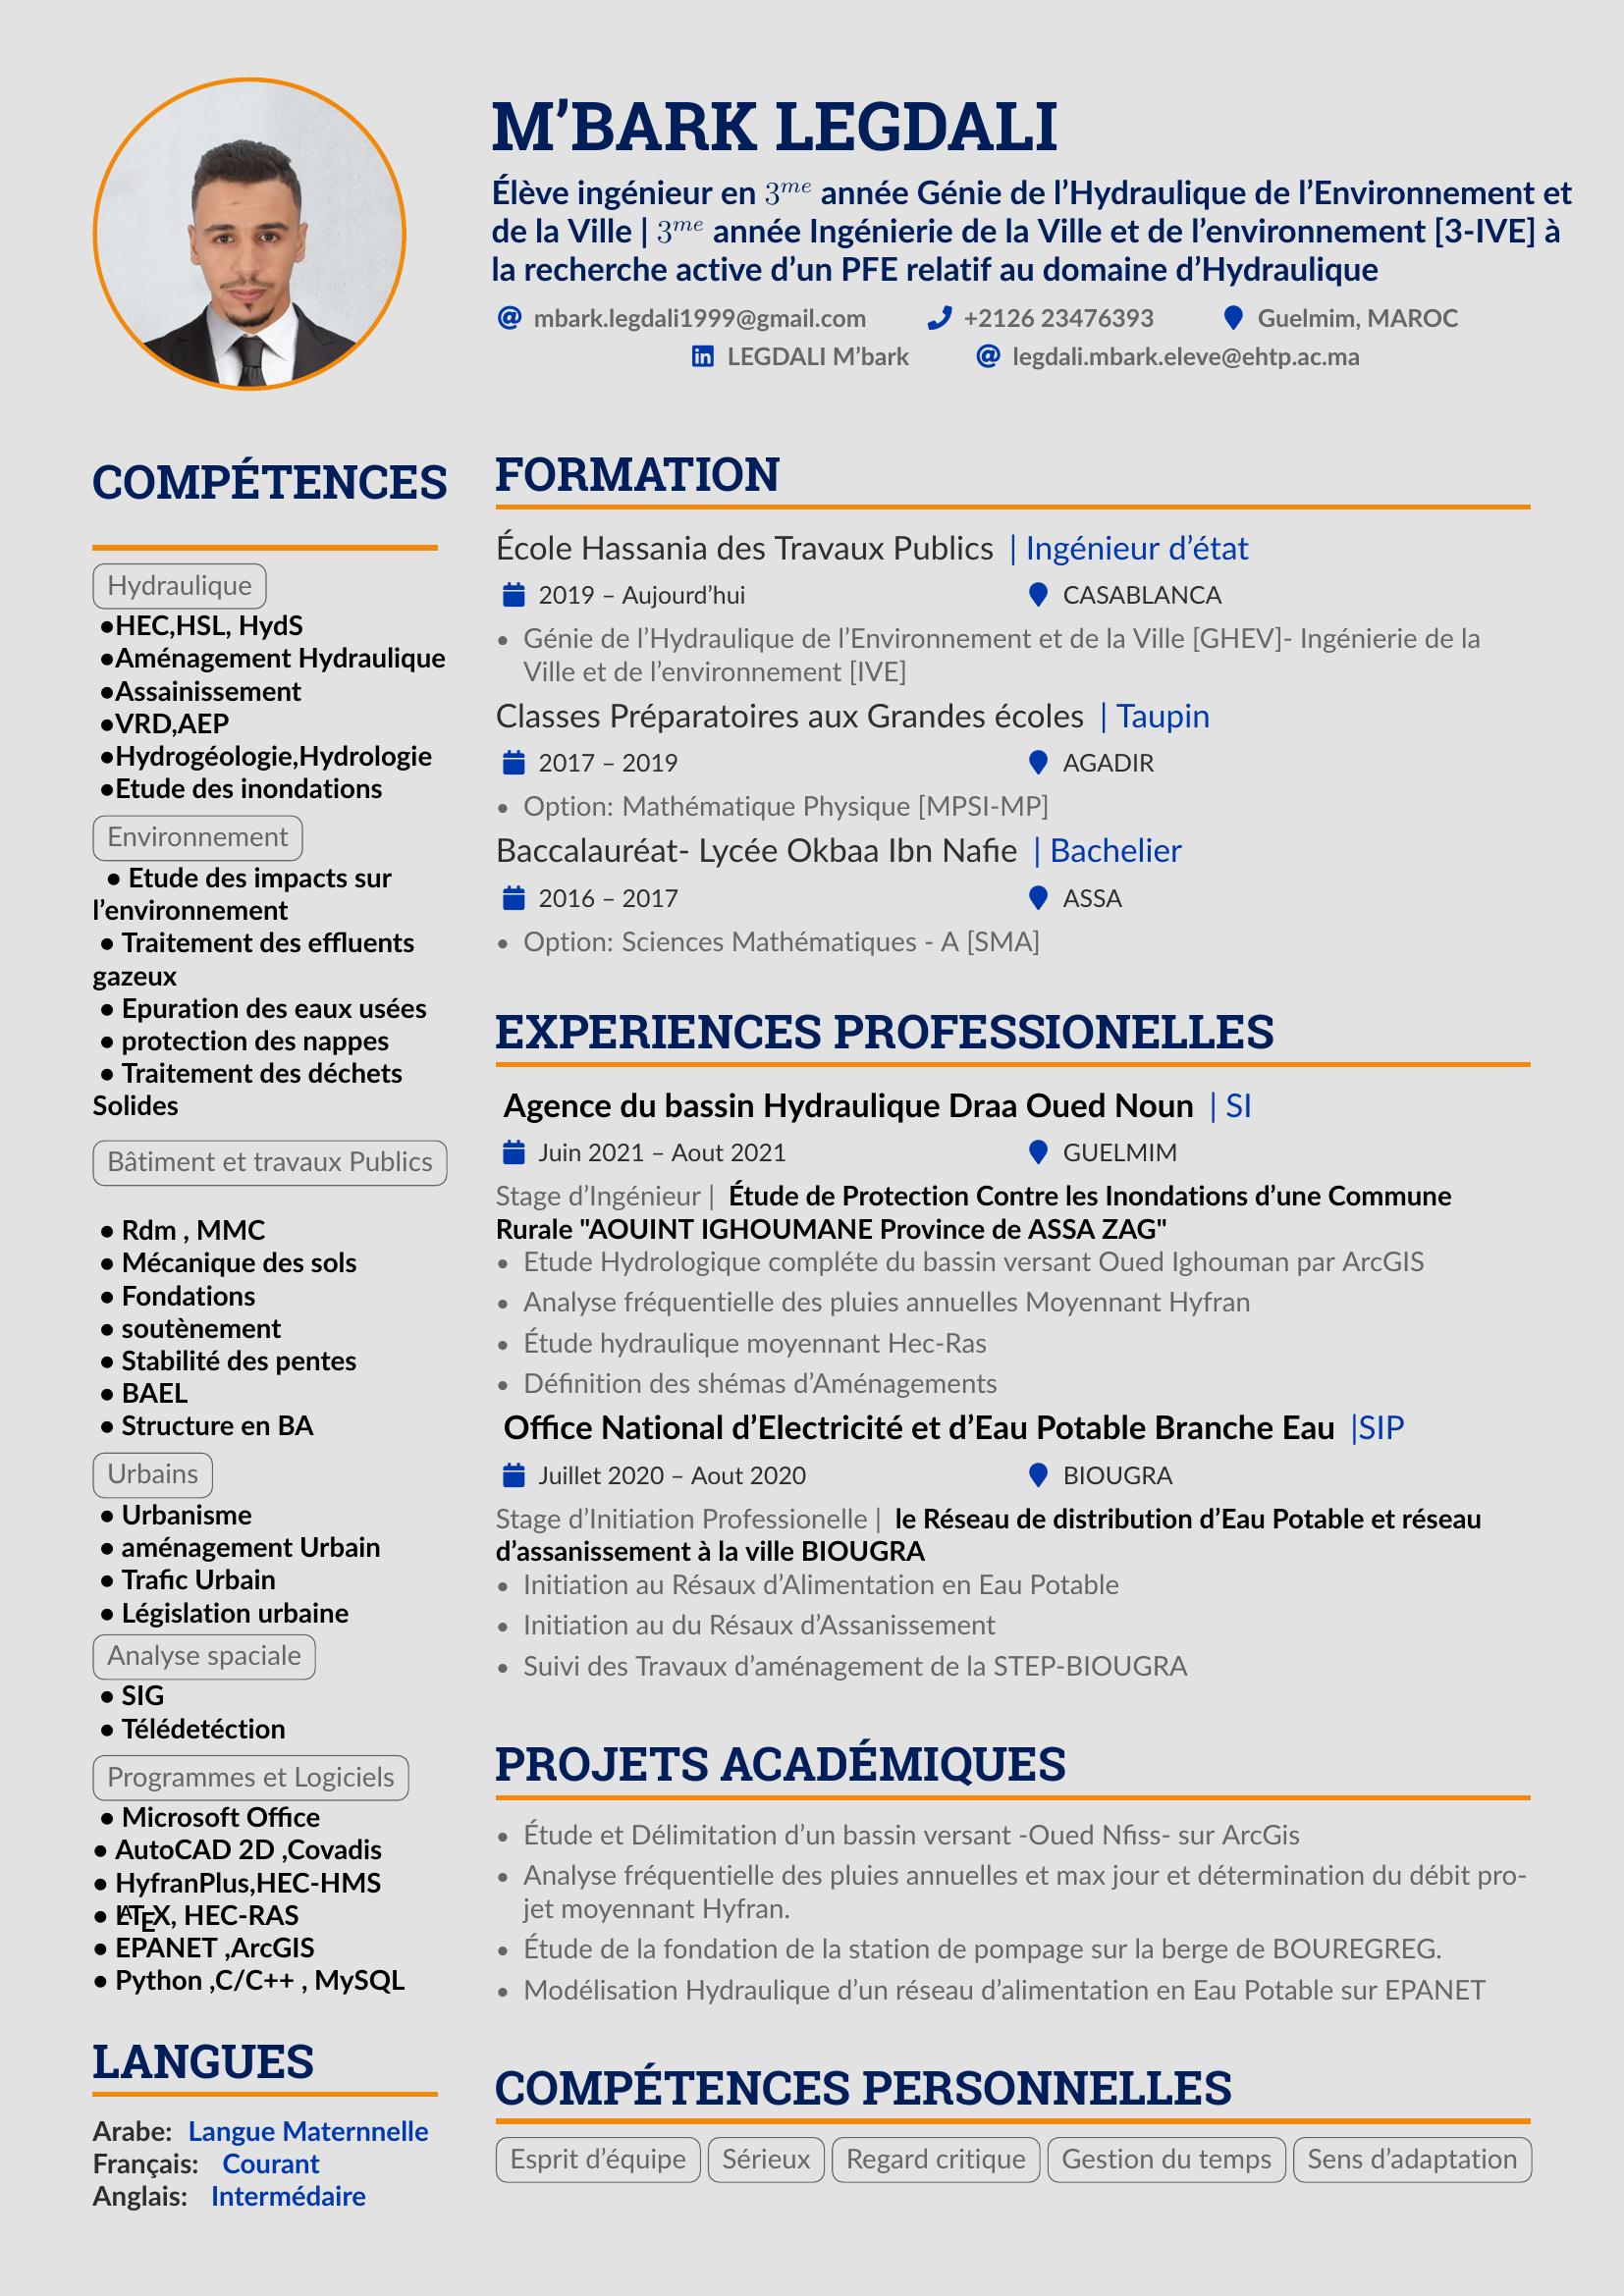 M’BARK LEGDALI
Élève ingénieur en 3me année Génie de l’Hydraulique de l’Environnement et
de la Ville | 3me année Ingénierie de la Ville et de l’environnement [3-IVE] à
la recherche active d’un PFE relatif au domaine d’Hydraulique
mbark.legdali1999@gmail.com +2126 23476393 Guelmim, MAROC
LEGDALI M’bark legdali.mbark.eleve@ehtp.ac.ma
COMPÉTENCES
Hydraulique
•HEC,HSL, HydS
•Aménagement Hydraulique
•Assainissement
•VRD,AEP
•Hydrogéologie,Hydrologie
•Etude des inondations
Environnement
• Etude des impacts sur
l’environnement
• Traitement des effluents
gazeux
• Epuration des eaux usées
• protection des nappes
• Traitement des déchets
Solides
Bâtiment et travaux Publics
• Rdm , MMC
• Mécanique des sols
• Fondations
• soutènement
• Stabilité des pentes
• BAEL
• Structure en BA
Urbains
• Urbanisme
• aménagement Urbain
• Trafic Urbain
• Législation urbaine
Analyse spaciale
• SIG
• Télédetéction
Programmes et Logiciels
• Microsoft Office
• AutoCAD 2D ,Covadis
• HyfranPlus,HEC-HMS
• LATEX, HEC-RAS
• EPANET ,ArcGIS
• Python ,C/C++ , MySQL
LANGUES
Arabe: Langue Maternnelle
Français: Courant
Anglais: Intermédaire
FORMATION
École Hassania des Travaux Publics | Ingénieur d’état
2019 – Aujourd’hui CASABLANCA
• Génie de l’Hydraulique de l’Environnement et de la Ville [GHEV]- Ingénierie de la
Ville et de l’environnement [IVE]
Classes Préparatoires aux Grandes écoles | Taupin
2017 – 2019 AGADIR
• Option: Mathématique Physique [MPSI-MP]
Baccalauréat- Lycée Okbaa Ibn Nafie | Bachelier
2016 – 2017 ASSA
• Option: Sciences Mathématiques - A [SMA]
EXPERIENCES PROFESSIONELLES
Agence du bassin Hydraulique Draa Oued Noun | SI
Juin 2021 – Aout 2021 GUELMIM
Stage d’Ingénieur | Étude de Protection Contre les Inondations d’une Commune
Rurale "AOUINT IGHOUMANE Province de ASSA ZAG"
• Etude Hydrologique compléte du bassin versant Oued Ighouman par ArcGIS
• Analyse fréquentielle des pluies annuelles Moyennant Hyfran
• Étude hydraulique moyennant Hec-Ras
• Définition des shémas d’Aménagements
Office National d’Electricité et d’Eau Potable Branche Eau |SIP
Juillet 2020 – Aout 2020 BIOUGRA
Stage d’Initiation Professionelle | le Réseau de distribution d’Eau Potable et réseau
d’assanissement à la ville BIOUGRA
• Initiation au Résaux d’Alimentation en Eau Potable
• Initiation au du Résaux d’Assanissement
• Suivi des Travaux d’aménagement de la STEP-BIOUGRA
PROJETS ACADÉMIQUES
• Étude et Délimitation d’un bassin versant -Oued Nfiss- sur ArcGis
• Analyse fréquentielle des pluies annuelles et max jour et détermination du débit pro-
jet moyennant Hyfran.
• Étude de la fondation de la station de pompage sur la berge de BOUREGREG.
• Modélisation Hydraulique d’un réseau d’alimentation en Eau Potable sur EPANET
COMPÉTENCES PERSONNELLES
Esprit d’équipe Sérieux Regard critique Gestion du temps Sens d’adaptation